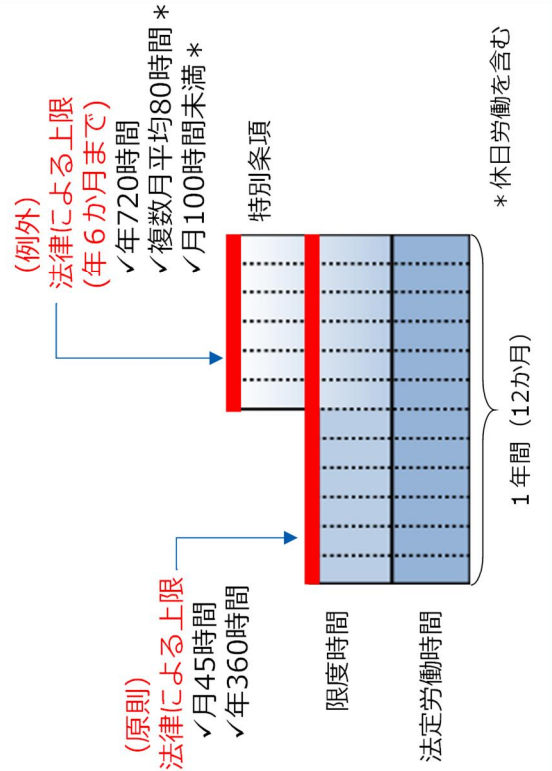 (原則)
法律による上限
✓月45時間
✓年360時間
(例外)
法律による上限
(年6か月まで)
✓年720時間
✓複数月平均80時間*
✓月100時間未満*
特別条項
限度時間
法定労働時間
1年間 (12か月)
*休日労働を含む